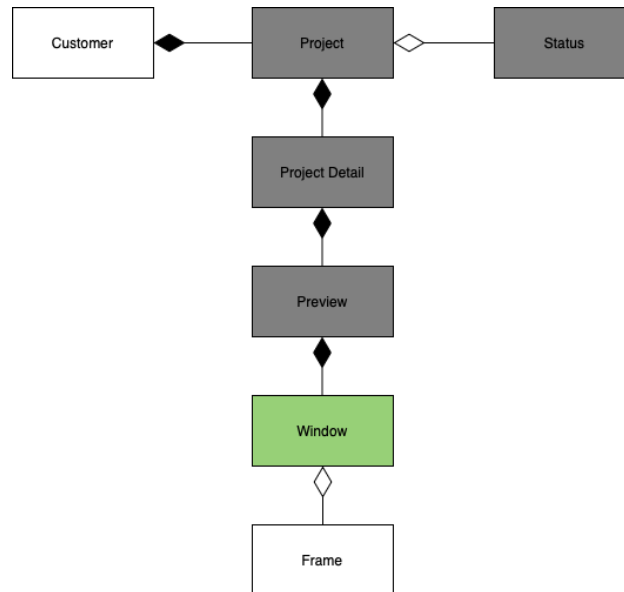 Customer
Project
Status
Project Detail
Preview
Window
Frame